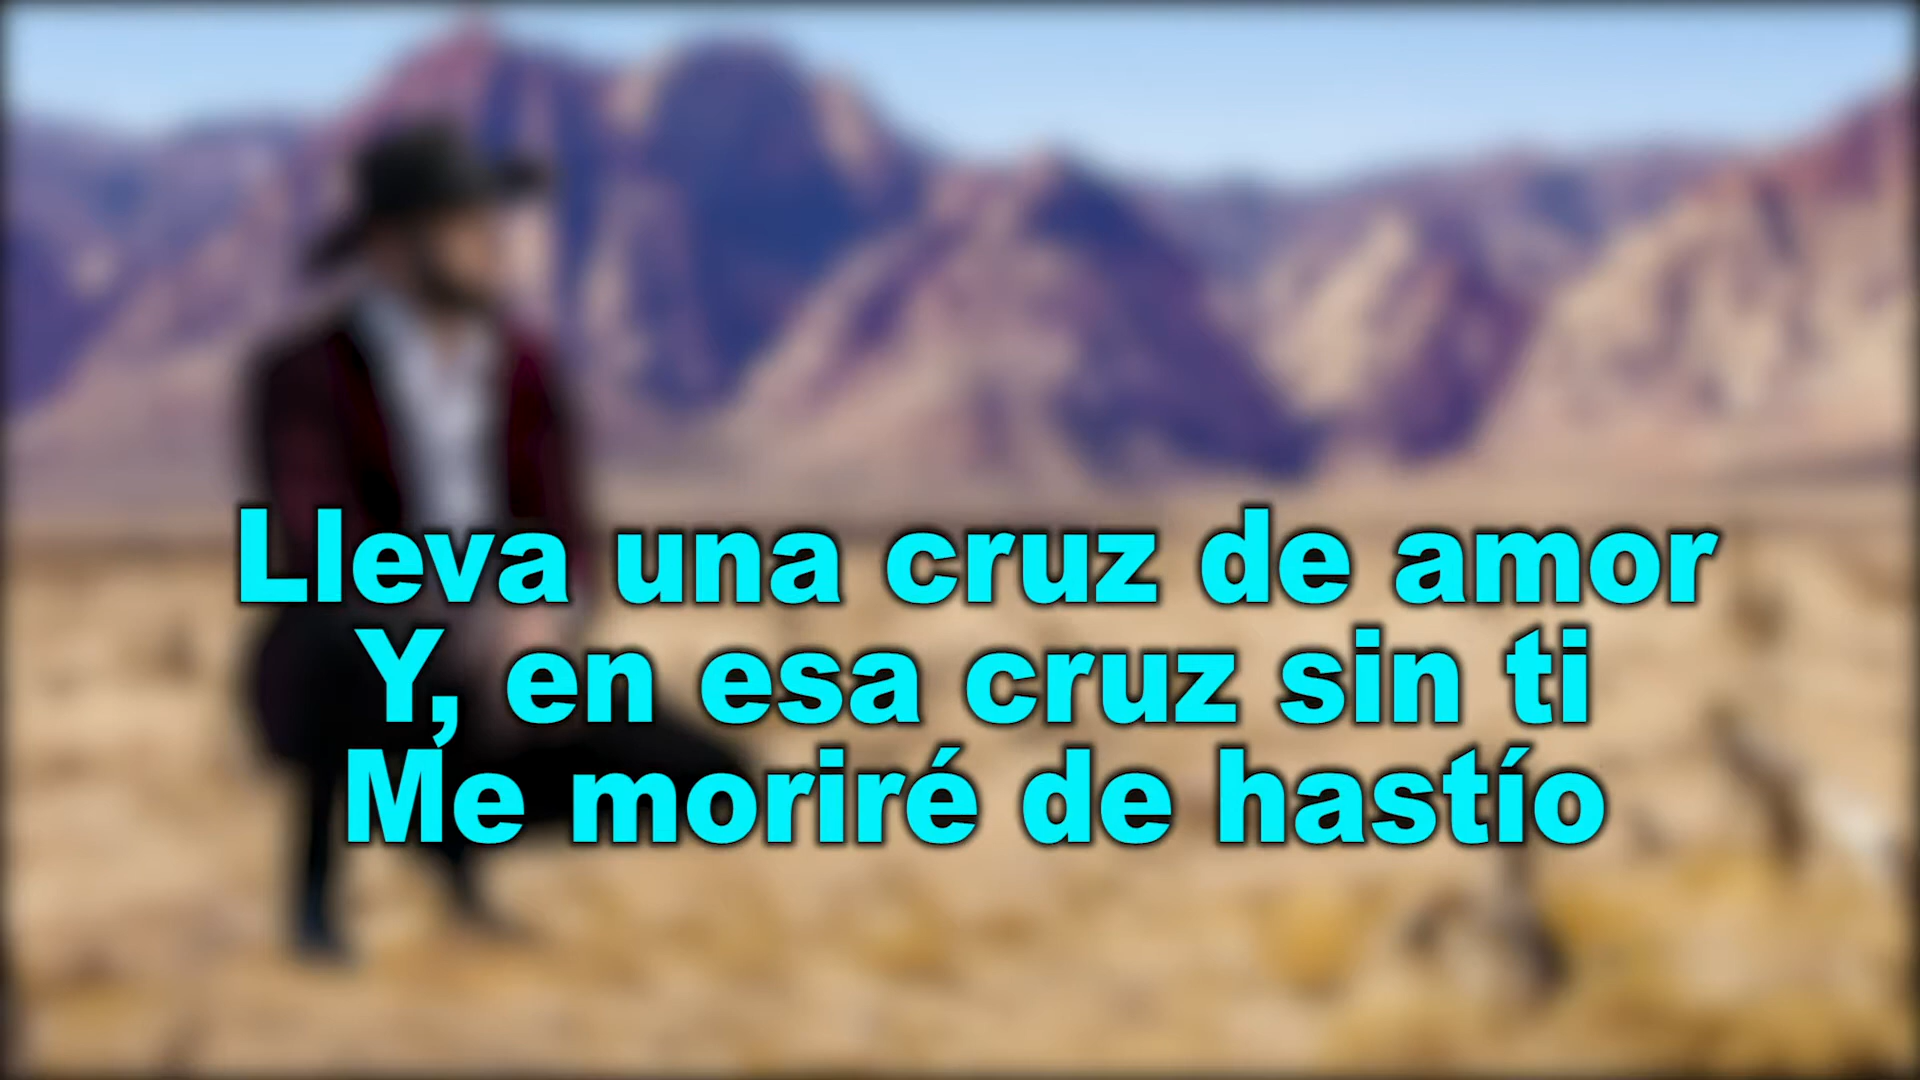 Lleva una cruz de amor
Y, en esa cruz sin ti
Me moriré de hastío